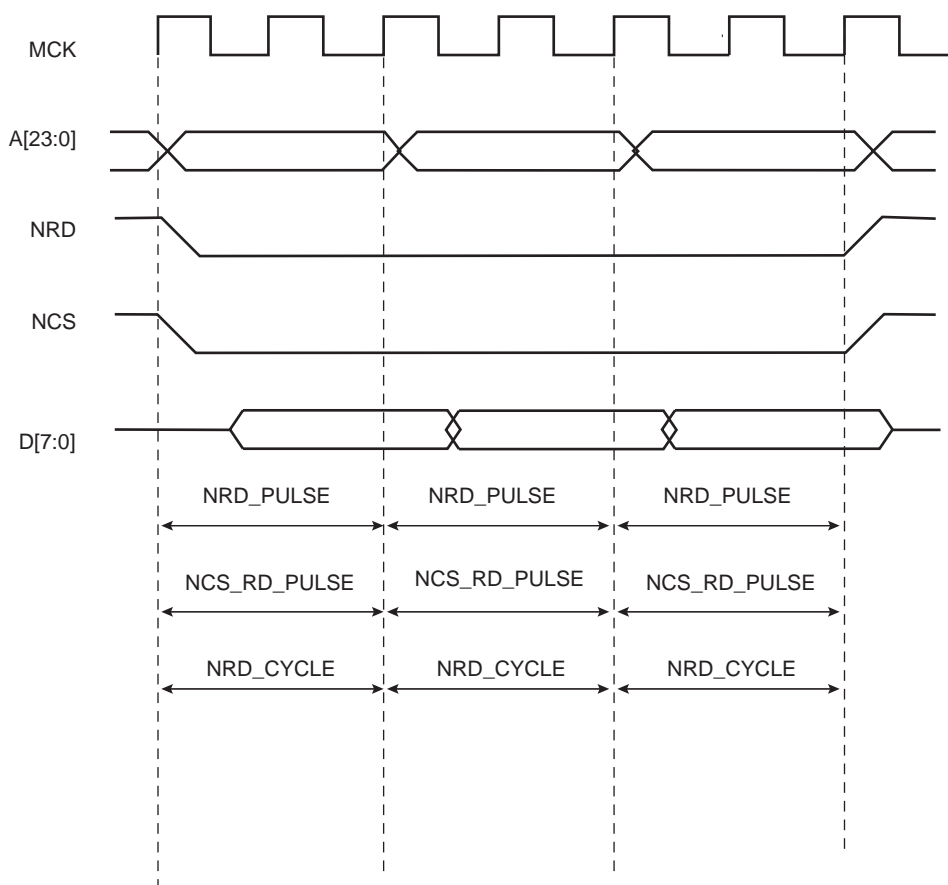 MCK
A[23:0]
NRD
NCS
D[7:0]
NRD_PULSE NRD_PULSE NRD_PULSE
NCS_RD_PULSE NCS_RD_PULSE NCS_RD_PULSE
NRD_CYCLE NRD_CYCLE NRD_CYCLE